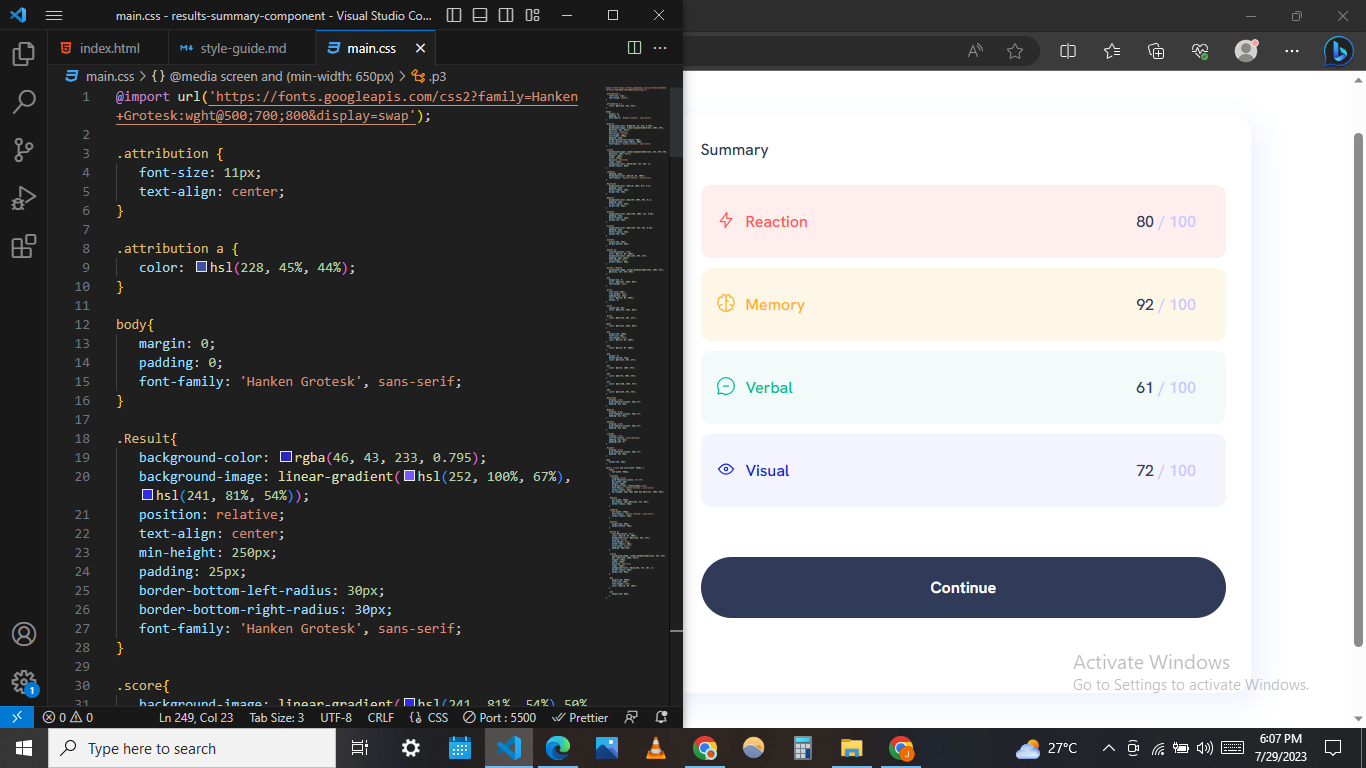 main.css - results-summary-component - Visual Studio Co...
index.html
style-guide.md
main.css
main.css > {} @media screen and (min-width: 650px) > .p3
1 @import url('https://fonts.googleapis.com/css2?family=Hanken
+Grotesk:wght@500;700;800&display=swap');
2
3 .attribution {
4 font-size: 11px;
5 text-align: center;
6 }
7
8 .attribution a {
9 color: hsl(228, 45%, 44%);
10 }
11
12 body{
13 margin: 0;
14 padding: 0;
15 font-family: 'Hanken Grotesk', sans-serif;
16 }
17
18 .Result{
19 background-color: rgba(46, 43, 233, 0.795);
20 background-image: linear-gradient(hsl(252, 100%, 67%),
hsl(241, 81%, 54%));
21 position: relative;
22 text-align: center;
23 min-height: 250px;
24 padding: 25px;
25 border-bottom-left-radius: 30px;
26 border-bottom-right-radius: 30px;
27 font-family: 'Hanken Grotesk', sans-serif;
28 }
29
30 .score{
31 background-image: linear-gradient(hsl(241, 81%, 54%) 50%
1
0 0
Ln 249, Col 23
Tab Size: 3
UTF-8
CRLF
{} CSS
Port : 5500
Prettier
Summary
Reaction 80 / 100
Memory 92 / 100
Verbal 61 / 100
Visual 72 / 100
Continue
Activate Windows
Go to Settings to activate Windows.
Type here to search
27°C
6:07 PM
7/29/2023